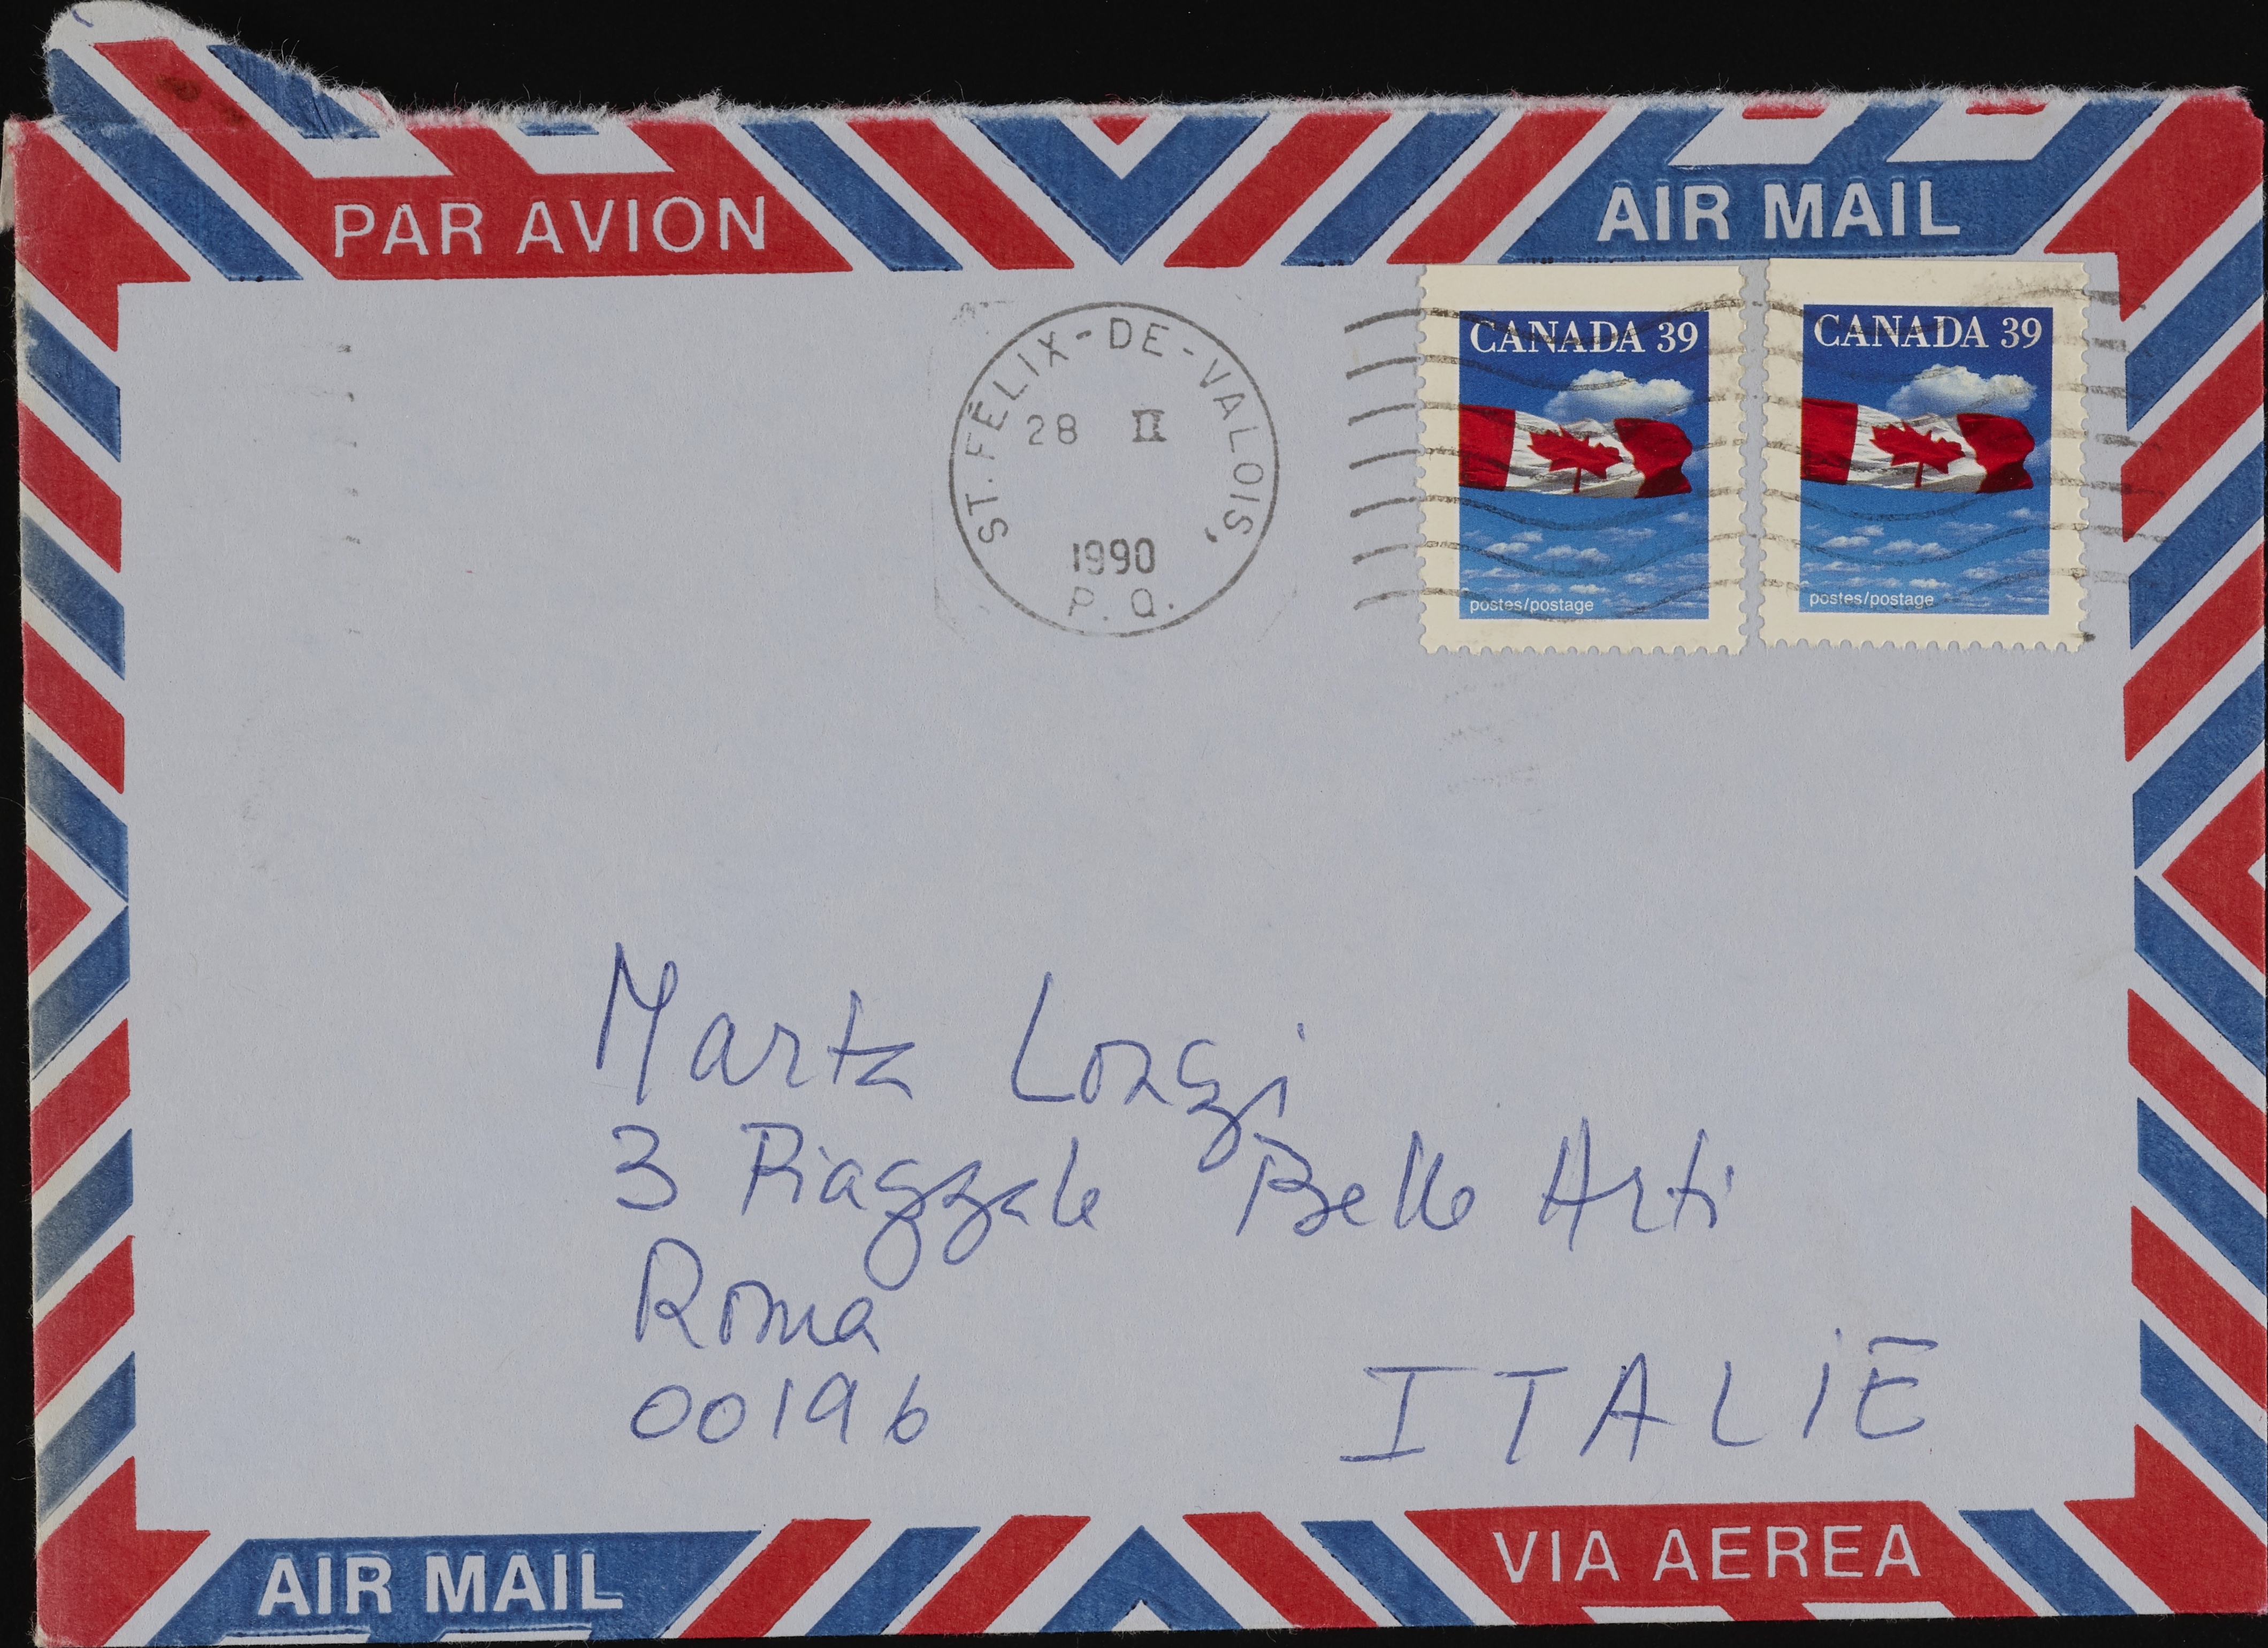 PAR AVION
AIR MAIL
ST. FÉLIX-DE-VALOIS,
28 II
1990
P. Q.
CANADA 39
postes/postage
CANADA 39
postes/postage
Marta Lonzi
3 Piazzale Belle Arti
Roma
00196
ITALIE
AIR MAIL
VIA AEREA